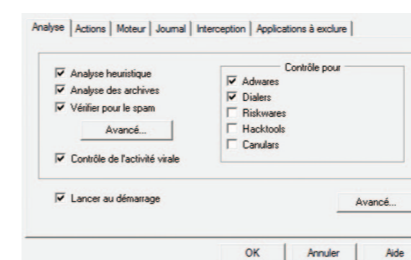 Analyse Actions Moteur Journal Interception Applications à exclure
Analyse heuristique
Analyse des archives
Vérifier pour le spam
Avancé...
Contrôle de l'activité virale
Contrôle pour
Adwares
Dialers
Riskwares
Hacktools
Canulars
Lancer au démarrage
Avancé...
OK Annuler Aide